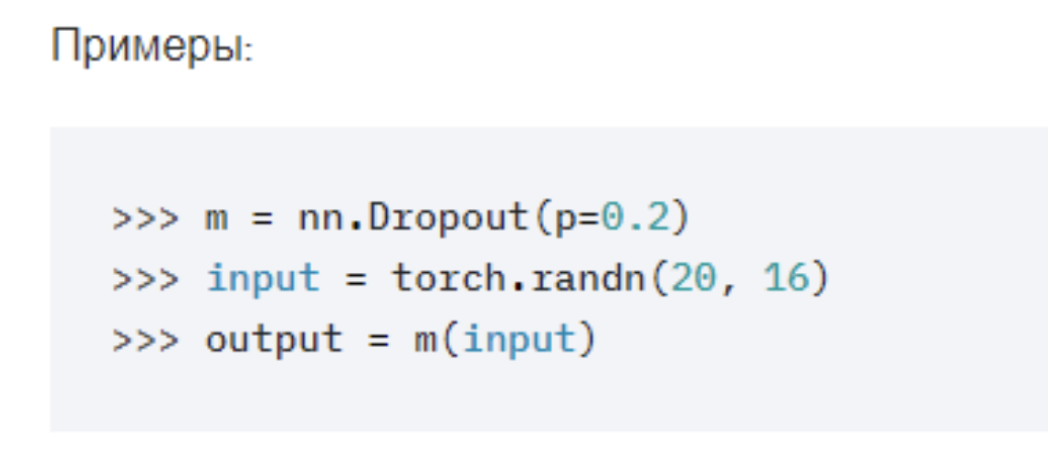 Примеры:
>>> m = nn.Dropout(p=0.2)
>>> input = torch.randn(20, 16)
>>> output = m(input)